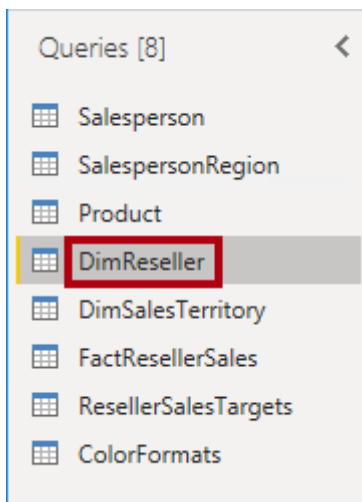 Queries [8]
Salesperson
SalespersonRegion
Product
DimReseller
DimSalesTerritory
FactResellerSales
ResellerSalesTargets
ColorFormats